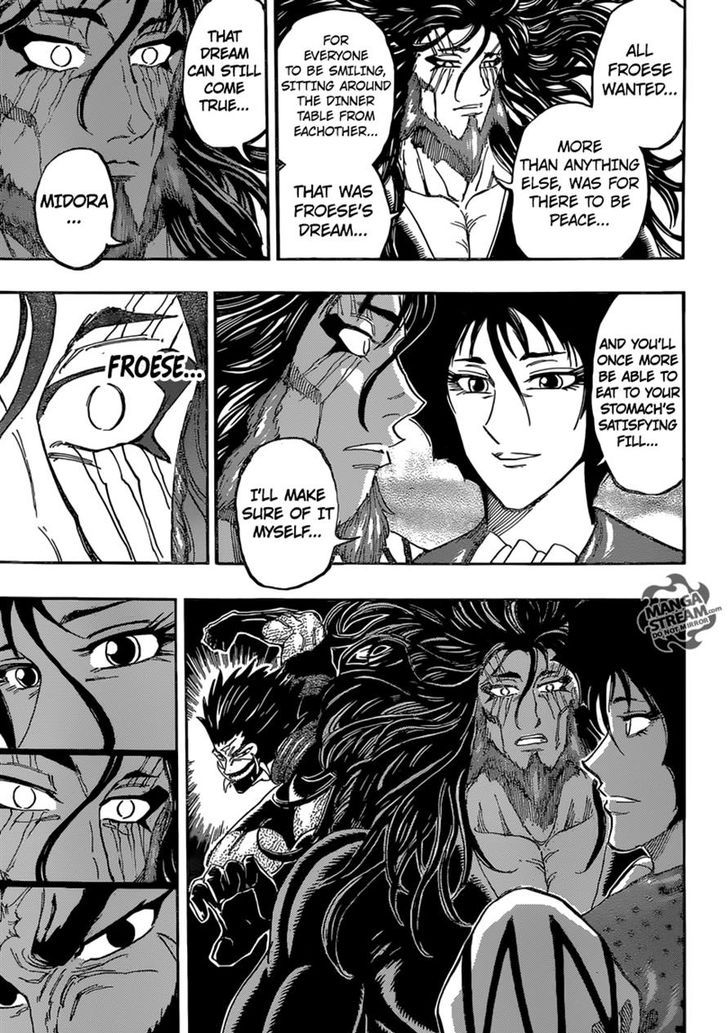 ALL
FROESE
WANTED...
MORE
THAN ANYTHING
ELSE, WAS FOR
THERE TO BE
PEACE...
FOR
EVERYONE
TO BE SMILING,
SITTING AROUND
THE DINNER
TABLE FROM
EACHOTHER...
THAT WAS
FROESE'S
DREAM...
THAT
DREAM
CAN STILL
COME
TRUE...
MIDORA
...
AND YOU'LL
ONCE MORE
BE ABLE TO
EAT TO YOUR
STOMACH'S
SATISFYING
FILL...
I'LL MAKE
SURE OF IT
MYSELF...
FROESE...
MANGA
STREAM.com
DO NOT MIRROR